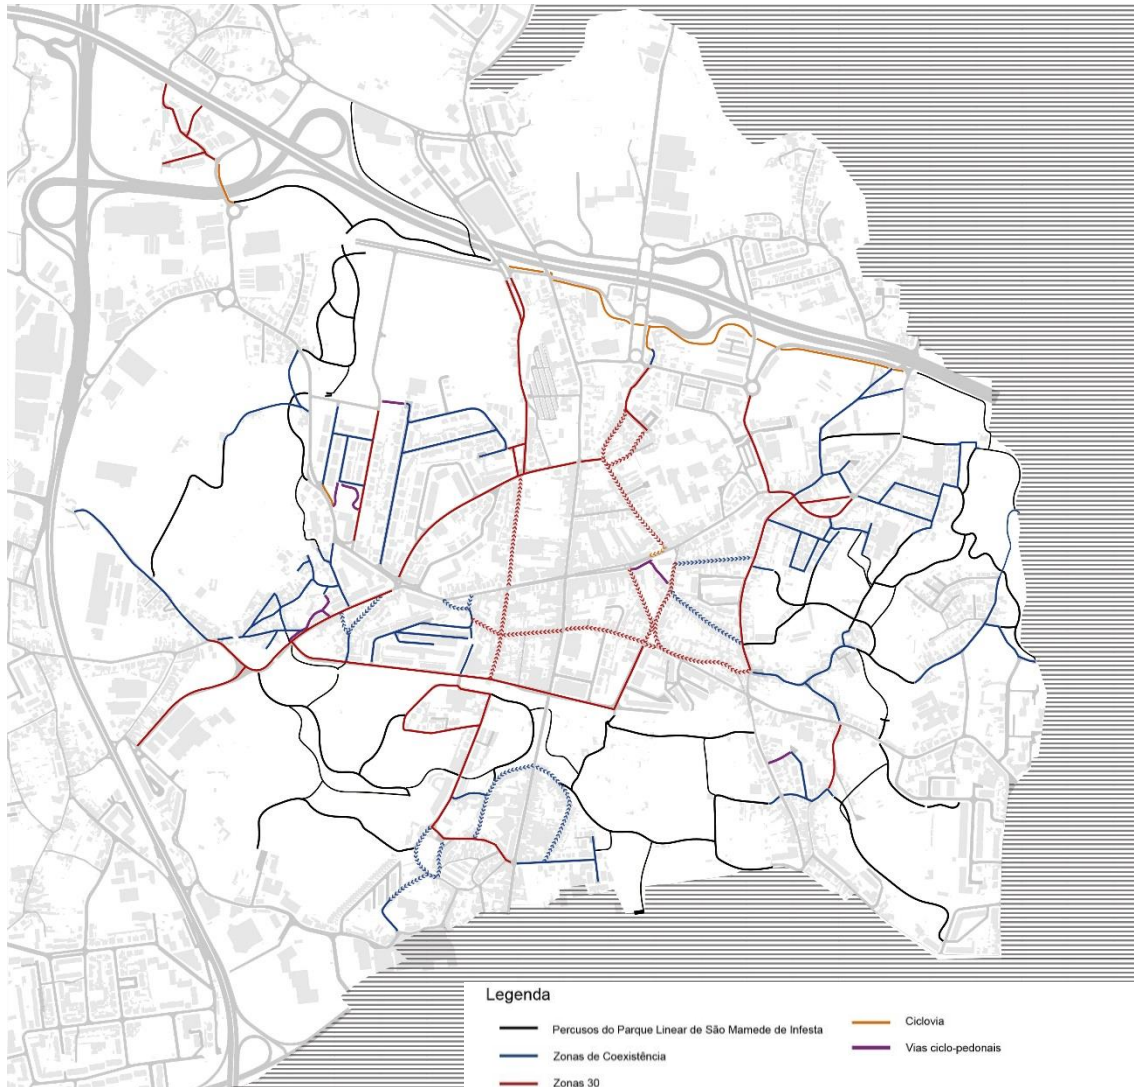 Legenda
Percusos do Parque Linear de São Mamede de Infesta
Zonas de Coexistência
Zonas 30
Ciclovia
Vias ciclo-pedonais